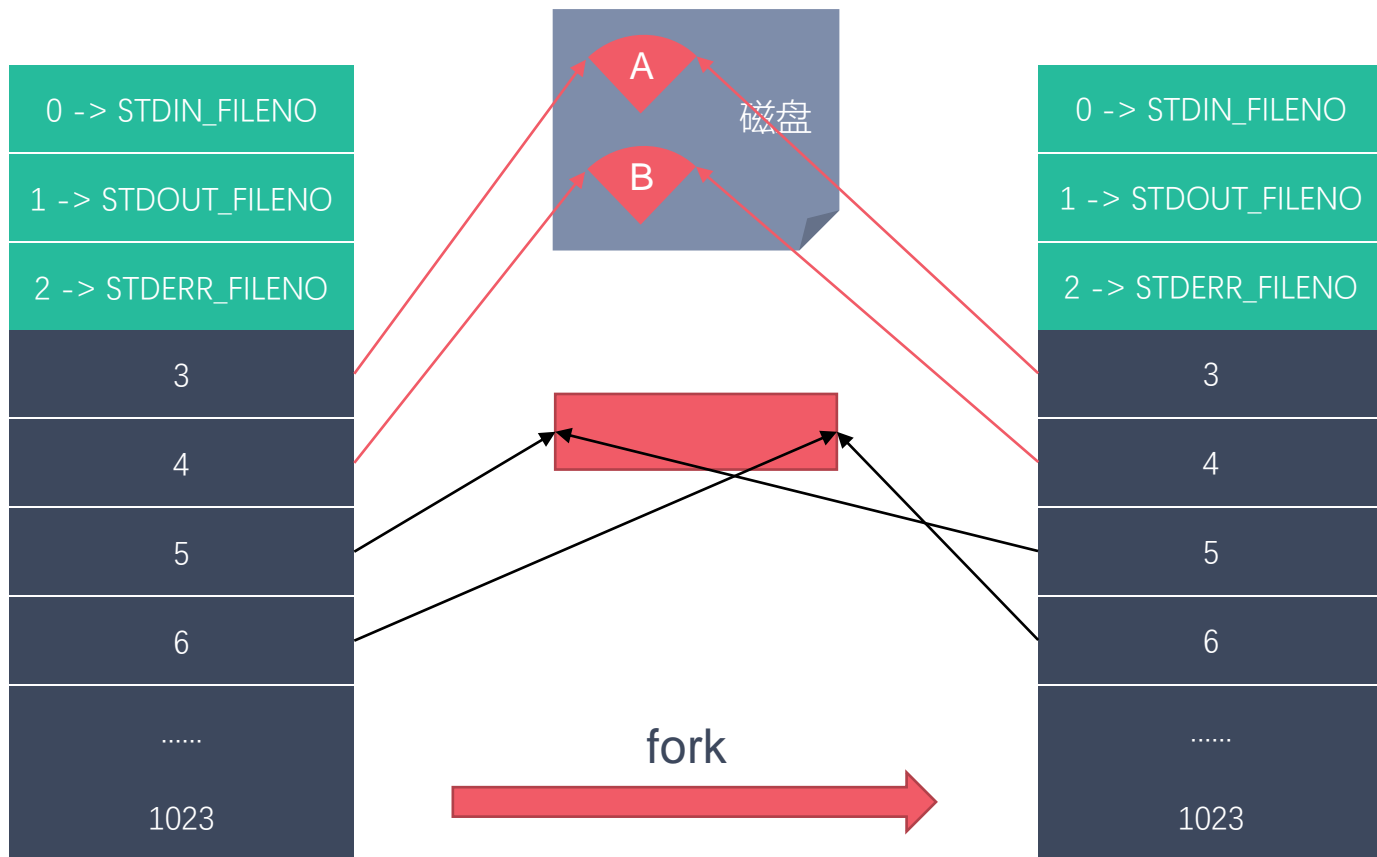 0 -> STDIN_FILENO
1 -> STDOUT_FILENO
2 -> STDERR_FILENO
3
4
5
6
......
1023
A
磁盘
B
fork
0 -> STDIN_FILENO
1 -> STDOUT_FILENO
2 -> STDERR_FILENO
3
4
5
6
......
1023